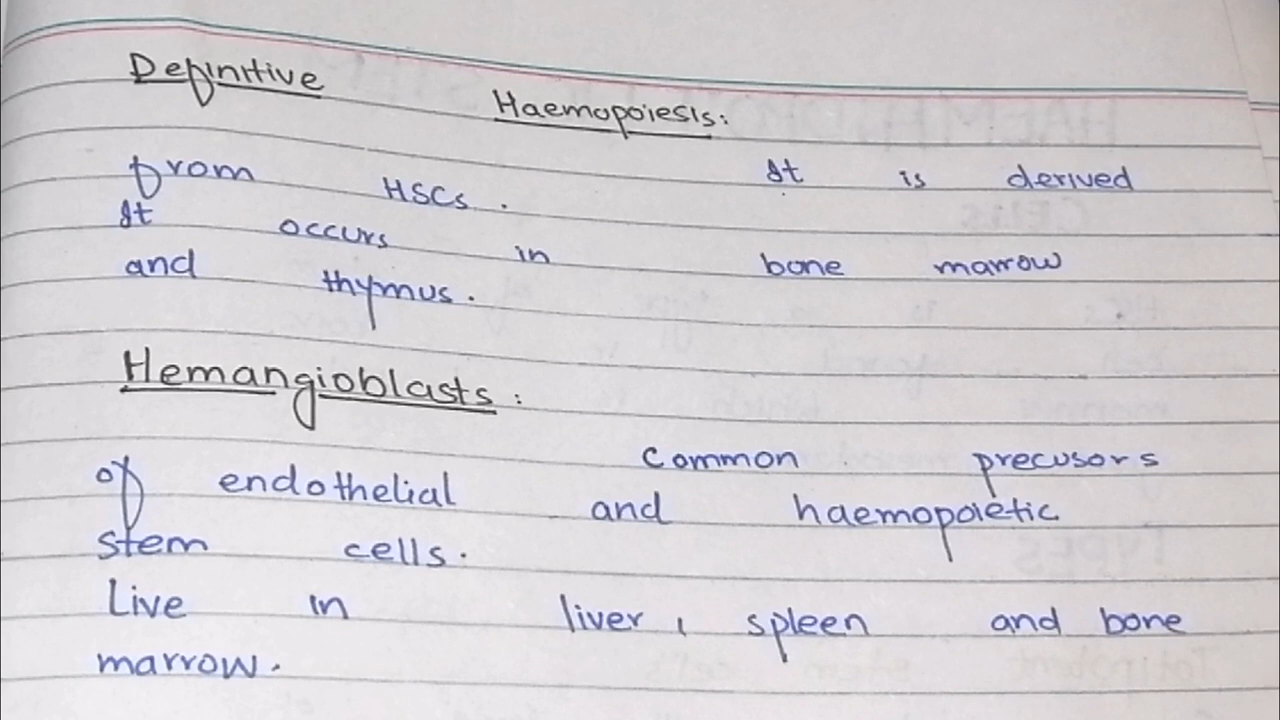 Definitive Haemopoiesis:
It is derived
from HSCs.
It occurs in bone marrow
and thymus.
Hemangioblasts:
Common precusors
of endothelial and haemopoietic
stem cells.
Live in liver, spleen and bone
marrow.